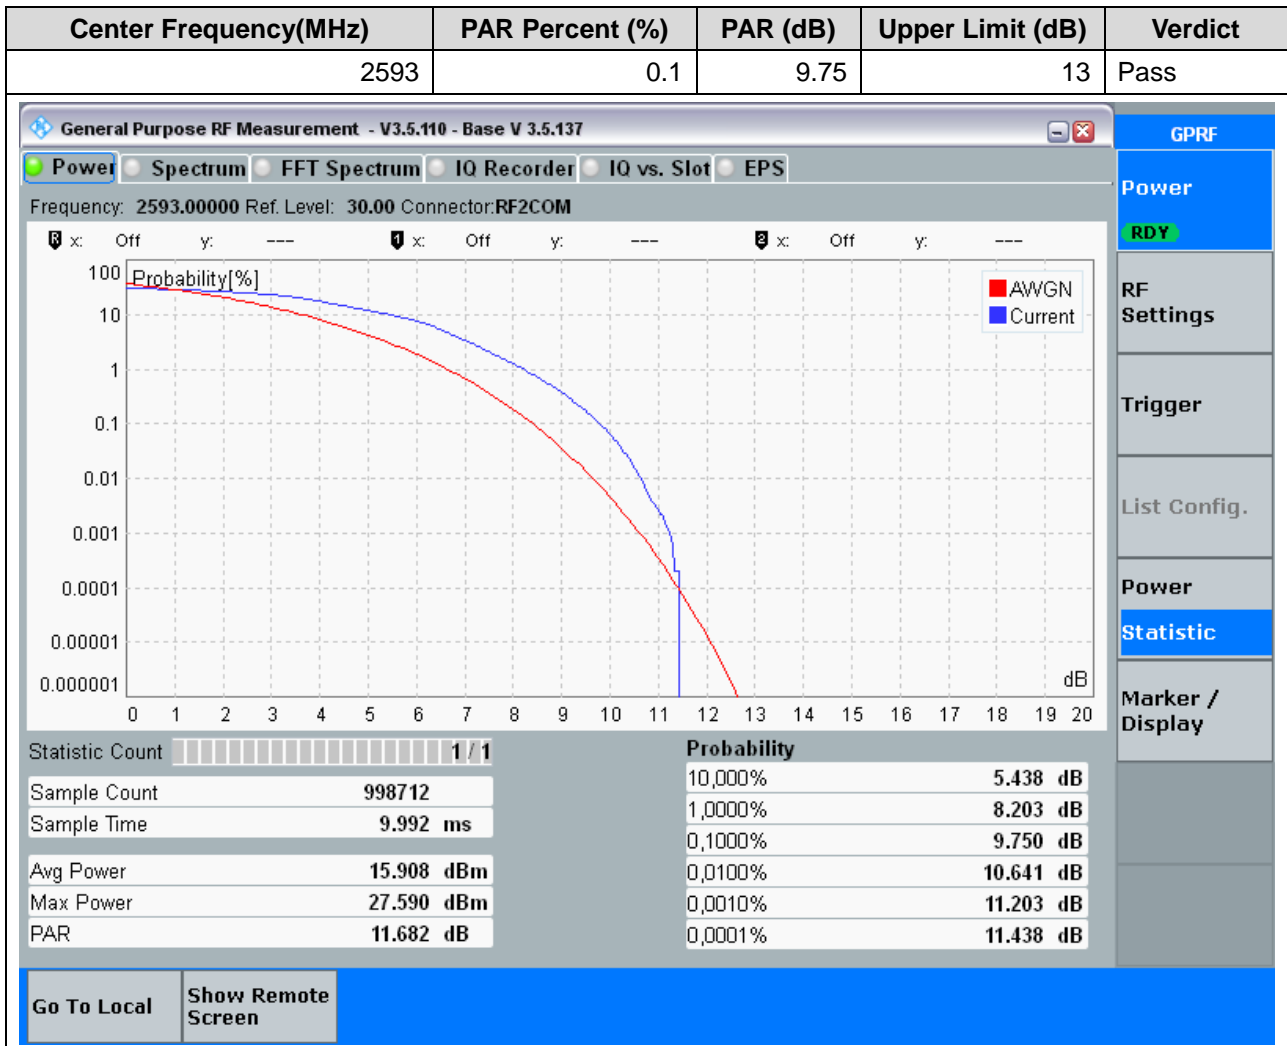 Center Frequency(MHz) PAR Percent (%) PAR (dB) Upper Limit (dB) Verdict
2593 0.1 9.75 13 Pass
General Purpose RF Measurement - V3.5.110 - Base V 3.5.137
GPRF
Power Spectrum FFT Spectrum IQ Recorder IQ vs. Slot EPS
Frequency: 2593.00000 Ref. Level: 30.00 Connector:RF2COM
R x: Off y: --- 1 x: Off y: --- 2 x: Off y: ---
Probability[%]
100
10
1
0.1
0.01
0.001
0.0001
0.00001
0.000001
AWGN
Current
dB
0 1 2 3 4 5 6 7 8 9 10 11 12 13 14 15 16 17 18 19 20
Statistic Count 1 / 1
Sample Count 998712
Sample Time 9.992 ms
Avg Power 15.908 dBm
Max Power 27.590 dBm
PAR 11.682 dB
Probability
10,000% 5.438 dB
1,0000% 8.203 dB
0,1000% 9.750 dB
0,0100% 10.641 dB
0,0010% 11.203 dB
0,0001% 11.438 dB
Power
RDY
RF
Settings
Trigger
List Config.
Power
Statistic
Marker /
Display
Go To Local
Show Remote
Screen